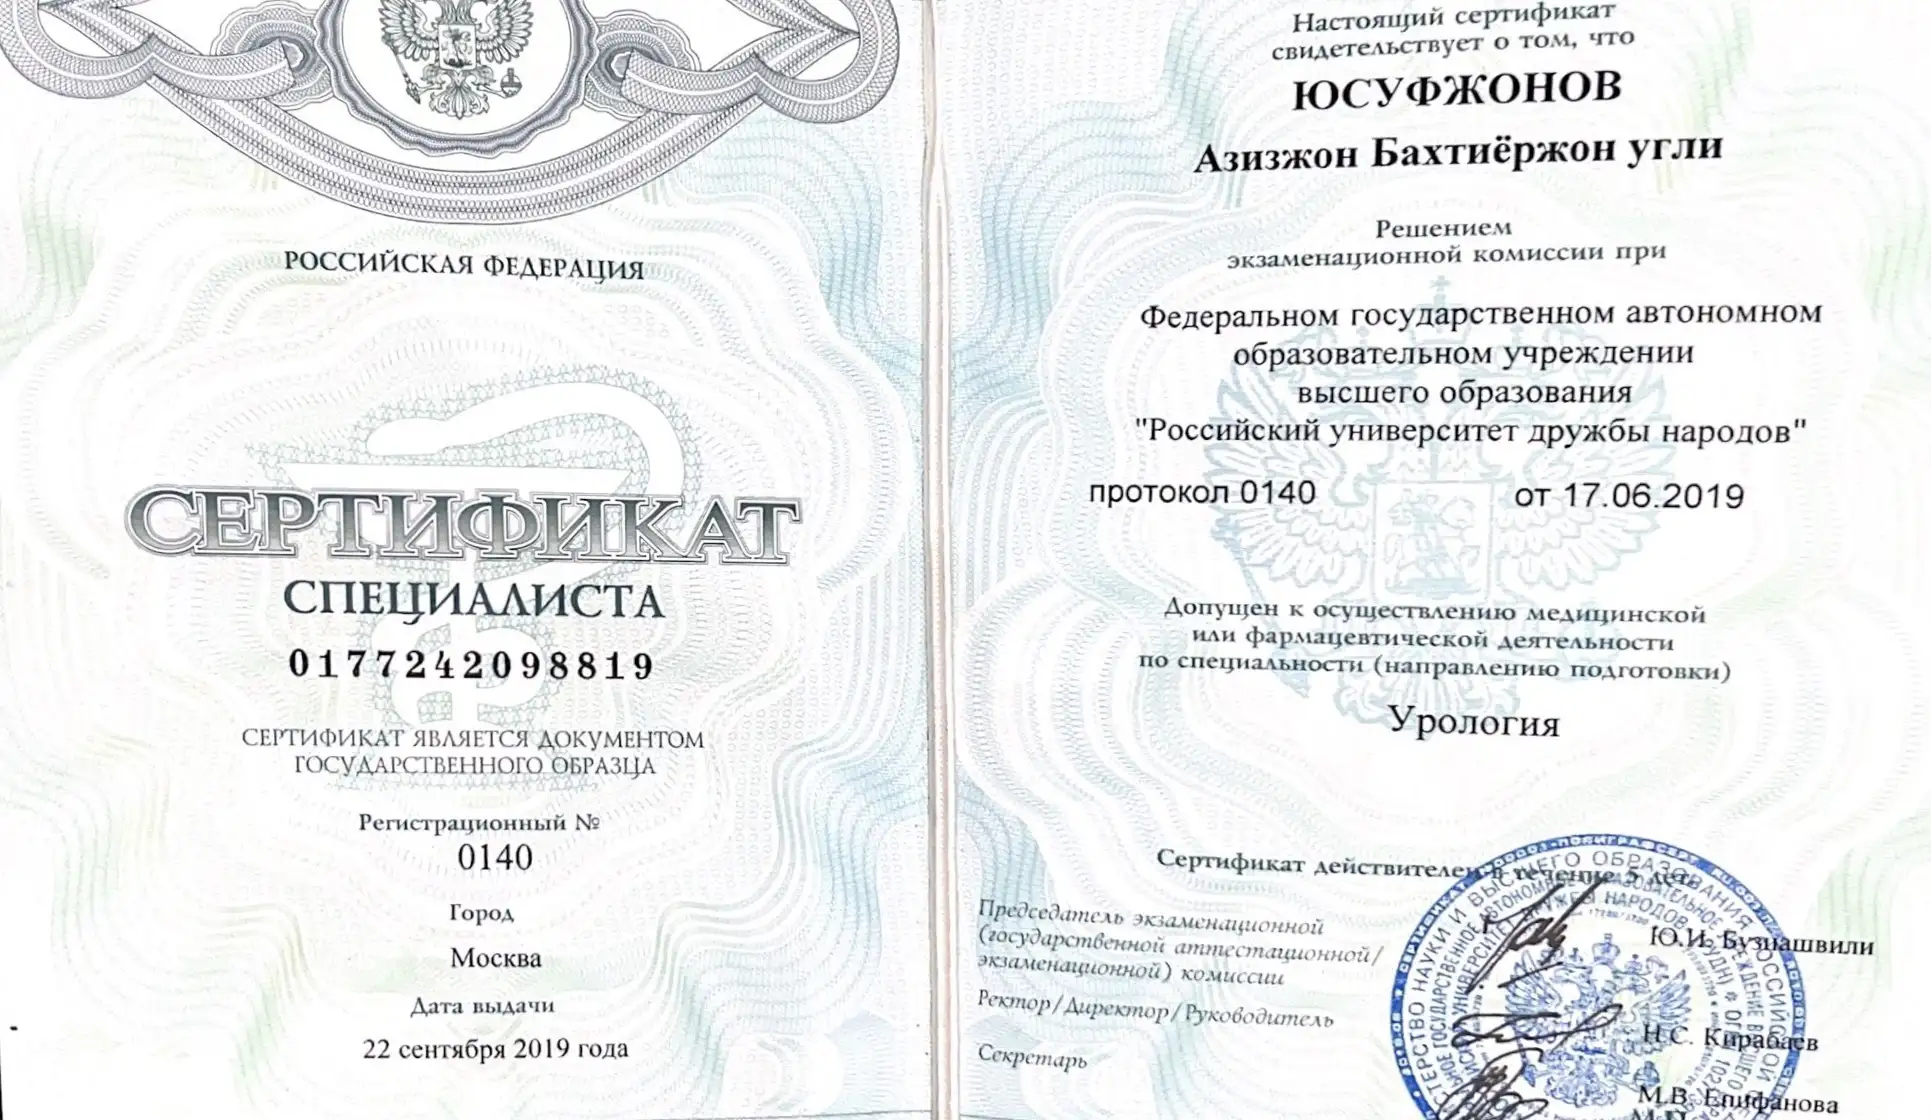 РОССИЙСКАЯ ФЕДЕРАЦИЯ
СЕРТИФИКАТ
СПЕЦИАЛИСТА
0177242098819
СЕРТИФИКАТ ЯВЛЯЕТСЯ ДОКУМЕНТОМ
ГОСУДАРСТВЕННОГО ОБРАЗЦА
Регистрационный №
0140
Город
Москва
Дата выдачи
22 сентября 2019 года
Настоящий сертификат
свидетельствует о том, что
ЮСУФЖОНОВ
Азизжон Бахтиёржон угли
Решением
экзаменационной комиссии при
Федеральном государственном автономном
образовательном учреждении
высшего образования
"Российский университет дружбы народов"
протокол 0140 от 17.06.2019
Допущен к осуществлению медицинской
или фармацевтической деятельности
по специальности (направлению подготовки)
Урология
Сертификат действителен в течение 5 лет
Председатель экзаменационной
(государственной аттестационной/
экзаменационной) комиссии
Ю.И. Бузиашвили
Ректор/Директор/Руководитель
Н.С. Кирабаев
Секретарь
М.В. Епифанова